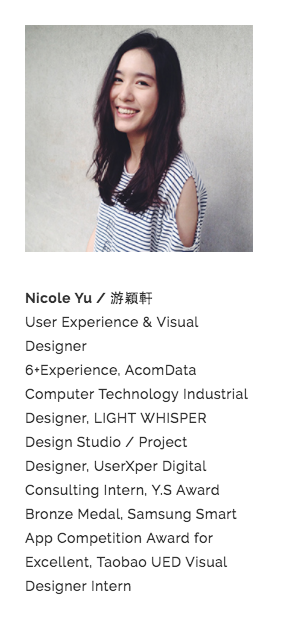 Nicole Yu / 游穎軒
User Experience & Visual
Designer
6+Experience, AcomData
Computer Technology Industrial
Designer, LIGHT WHISPER
Design Studio / Project
Designer, UserXper Digital
Consulting Intern, Y.S Award
Bronze Medal, Samsung Smart
App Competition Award for
Excellent, Taobao UED Visual
Designer Intern